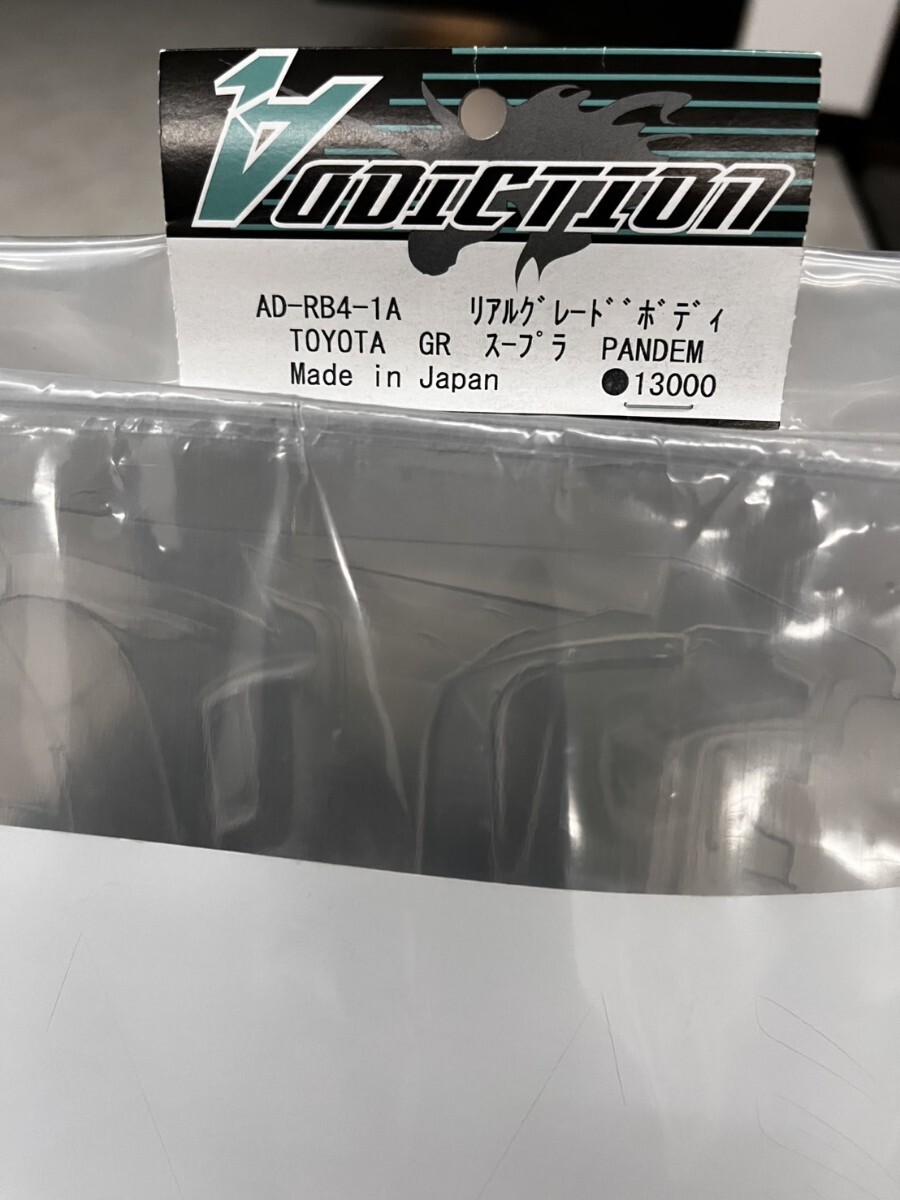 ADDICTION
AD-RB4-1A ﾘｱﾙｸﾞﾚｰﾄﾞﾞﾎﾞﾃﾞｨ
TOYOTA GR ｽｰﾌﾟﾗ PANDEM
Made in Japan ●13000